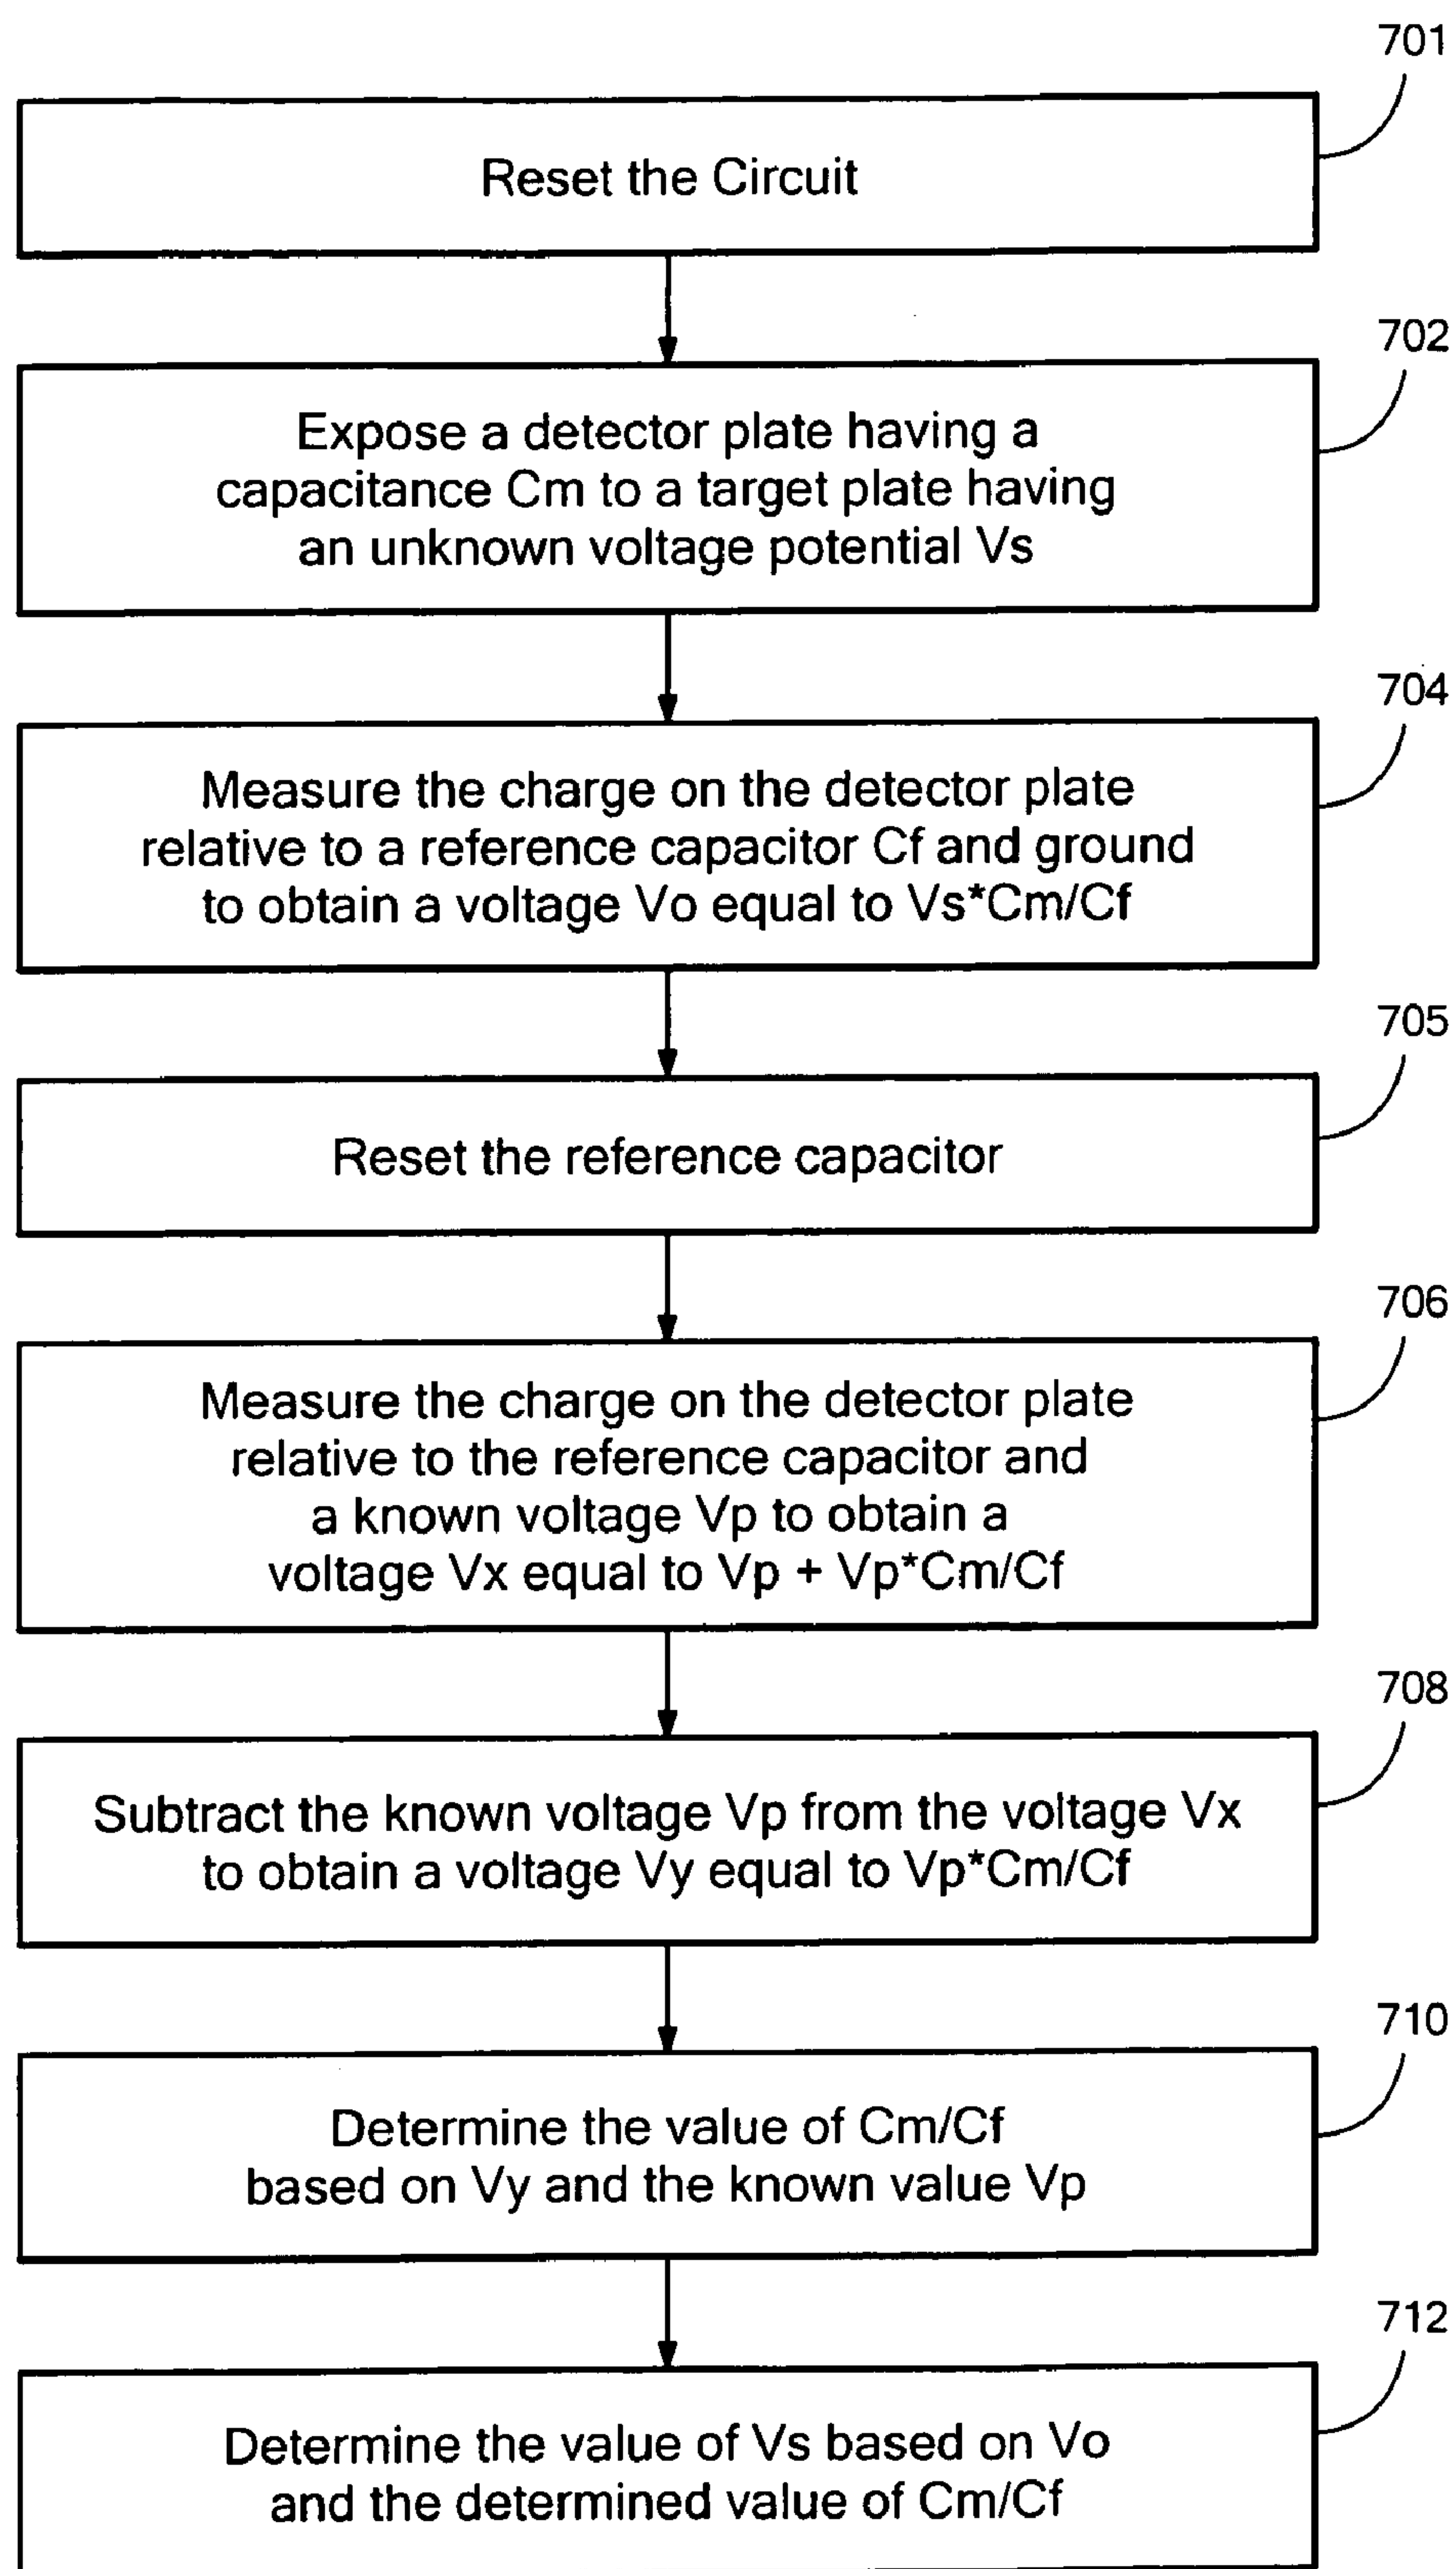 701
Reset the Circuit
702
Expose a detector plate having a
capacitance Cm to a target plate having
an unknown voltage potential Vs
704
Measure the charge on the detector plate
relative to a reference capacitor Cf and ground
to obtain a voltage Vo equal to Vs*Cm/Cf
705
Reset the reference capacitor
706
Measure the charge on the detector plate
relative to the reference capacitor and
a known voltage Vp to obtain a
voltage Vx equal to Vp + Vp*Cm/Cf
708
Subtract the known voltage Vp from the voltage Vx
to obtain a voltage Vy equal to Vp*Cm/Cf
710
Determine the value of Cm/Cf
based on Vy and the known value Vp
712
Determine the value of Vs based on Vo
and the determined value of Cm/Cf